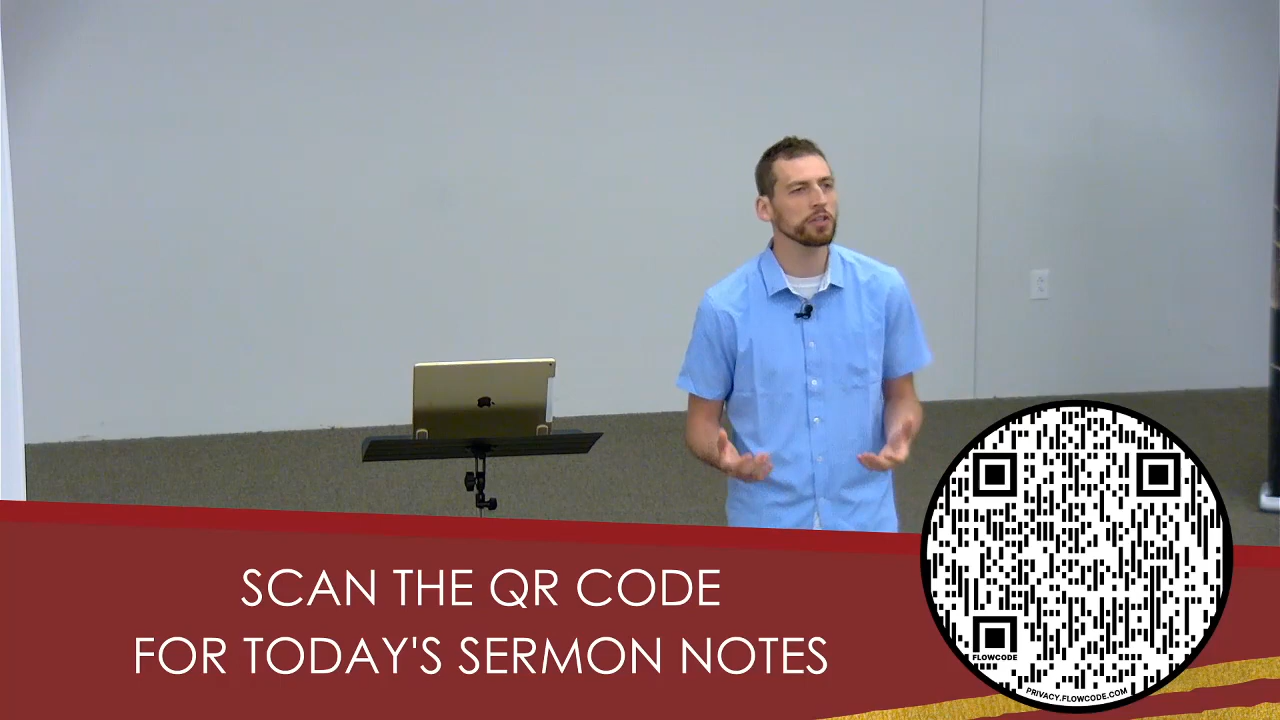 SCAN THE QR CODE
FOR TODAY'S SERMON NOTES
FLOWCODE
PRIVACY.FLOWCODE.COM